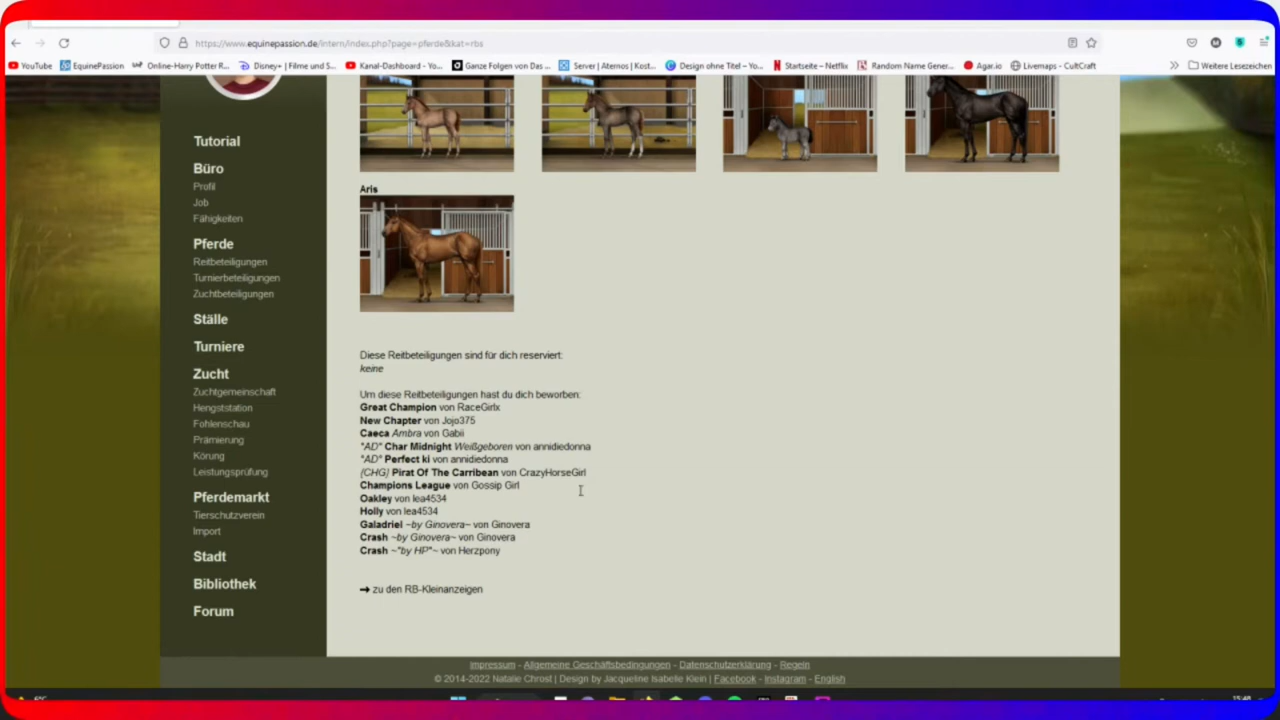 https://www.equinepassion.de/intern/index.php?page=pferde&kat=rbs
YouTube EquinePassion Online-Harry Potter R... Disney+ | Filme und S... Kanal-Dashboard - Yo... Ganze Folgen von Das ... Server | Aternos | Kost... Design ohne Titel – Yo... Startseite – Netflix Random Name Gener... Agar.io Livemaps - CultCraft Weitere Lesezeichen
Tutorial
Büro
Profil
Job
Fähigkeiten
Pferde
Reitbeteiligungen
Turnierbeteiligungen
Zuchtbeteiligungen
Ställe
Turniere
Zucht
Zuchtgemeinschaft
Hengststation
Fohlenschau
Prämierung
Körung
Leistungsprüfung
Pferdemarkt
Tierschutzverein
Import
Stadt
Bibliothek
Forum
Aris
Diese Reitbeteiligungen sind für dich reserviert:
keine
Um diese Reitbeteiligungen hast du dich beworben:
Great Champion von RaceGirlx
New Chapter von Jojo375
Caeca Ambra von Gabii
*AD* Char Midnight Weißgeboren von annidiedonna
*AD* Perfect ki von annidiedonna
{CHG} Pirat Of The Carribean von CrazyHorseGirl
Champions League von Gossip Girl
Oakley von lea4534
Holly von lea4534
Galadriel ~by Ginovera~ von Ginovera
Crash ~by Ginovera~ von Ginovera
Crash ~"by HP"~ von Herzpony
→ zu den RB-Kleinanzeigen
Impressum - Allgemeine Geschäftsbedingungen - Datenschutzerklärung - Regeln
© 2014-2022 Natalie Chrost | Design by Jacqueline Isabelle Klein | Facebook - Instagram - English